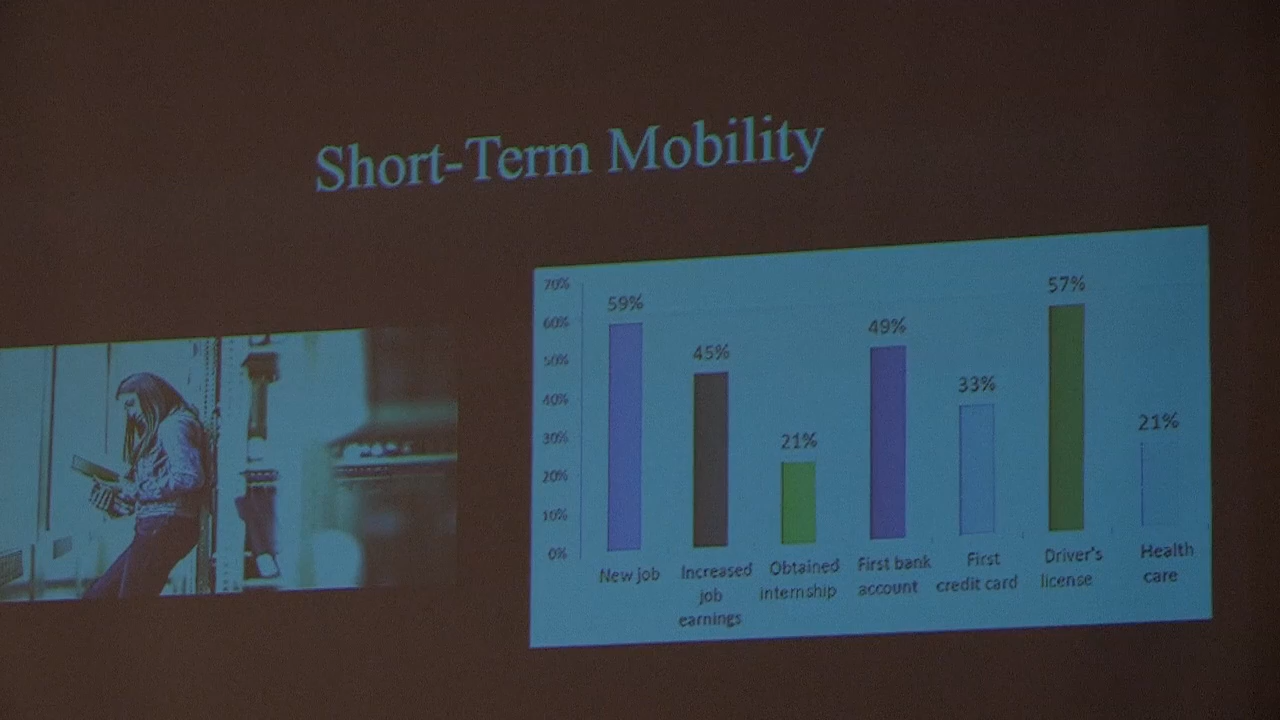 Short-Term Mobility
70%
60%
50%
40%
30%
20%
10%
0%
59%
45%
21%
49%
33%
57%
21%
New job
Increased
job
earnings
Obtained
internship
First bank
account
First
credit card
Driver's
license
Health
care